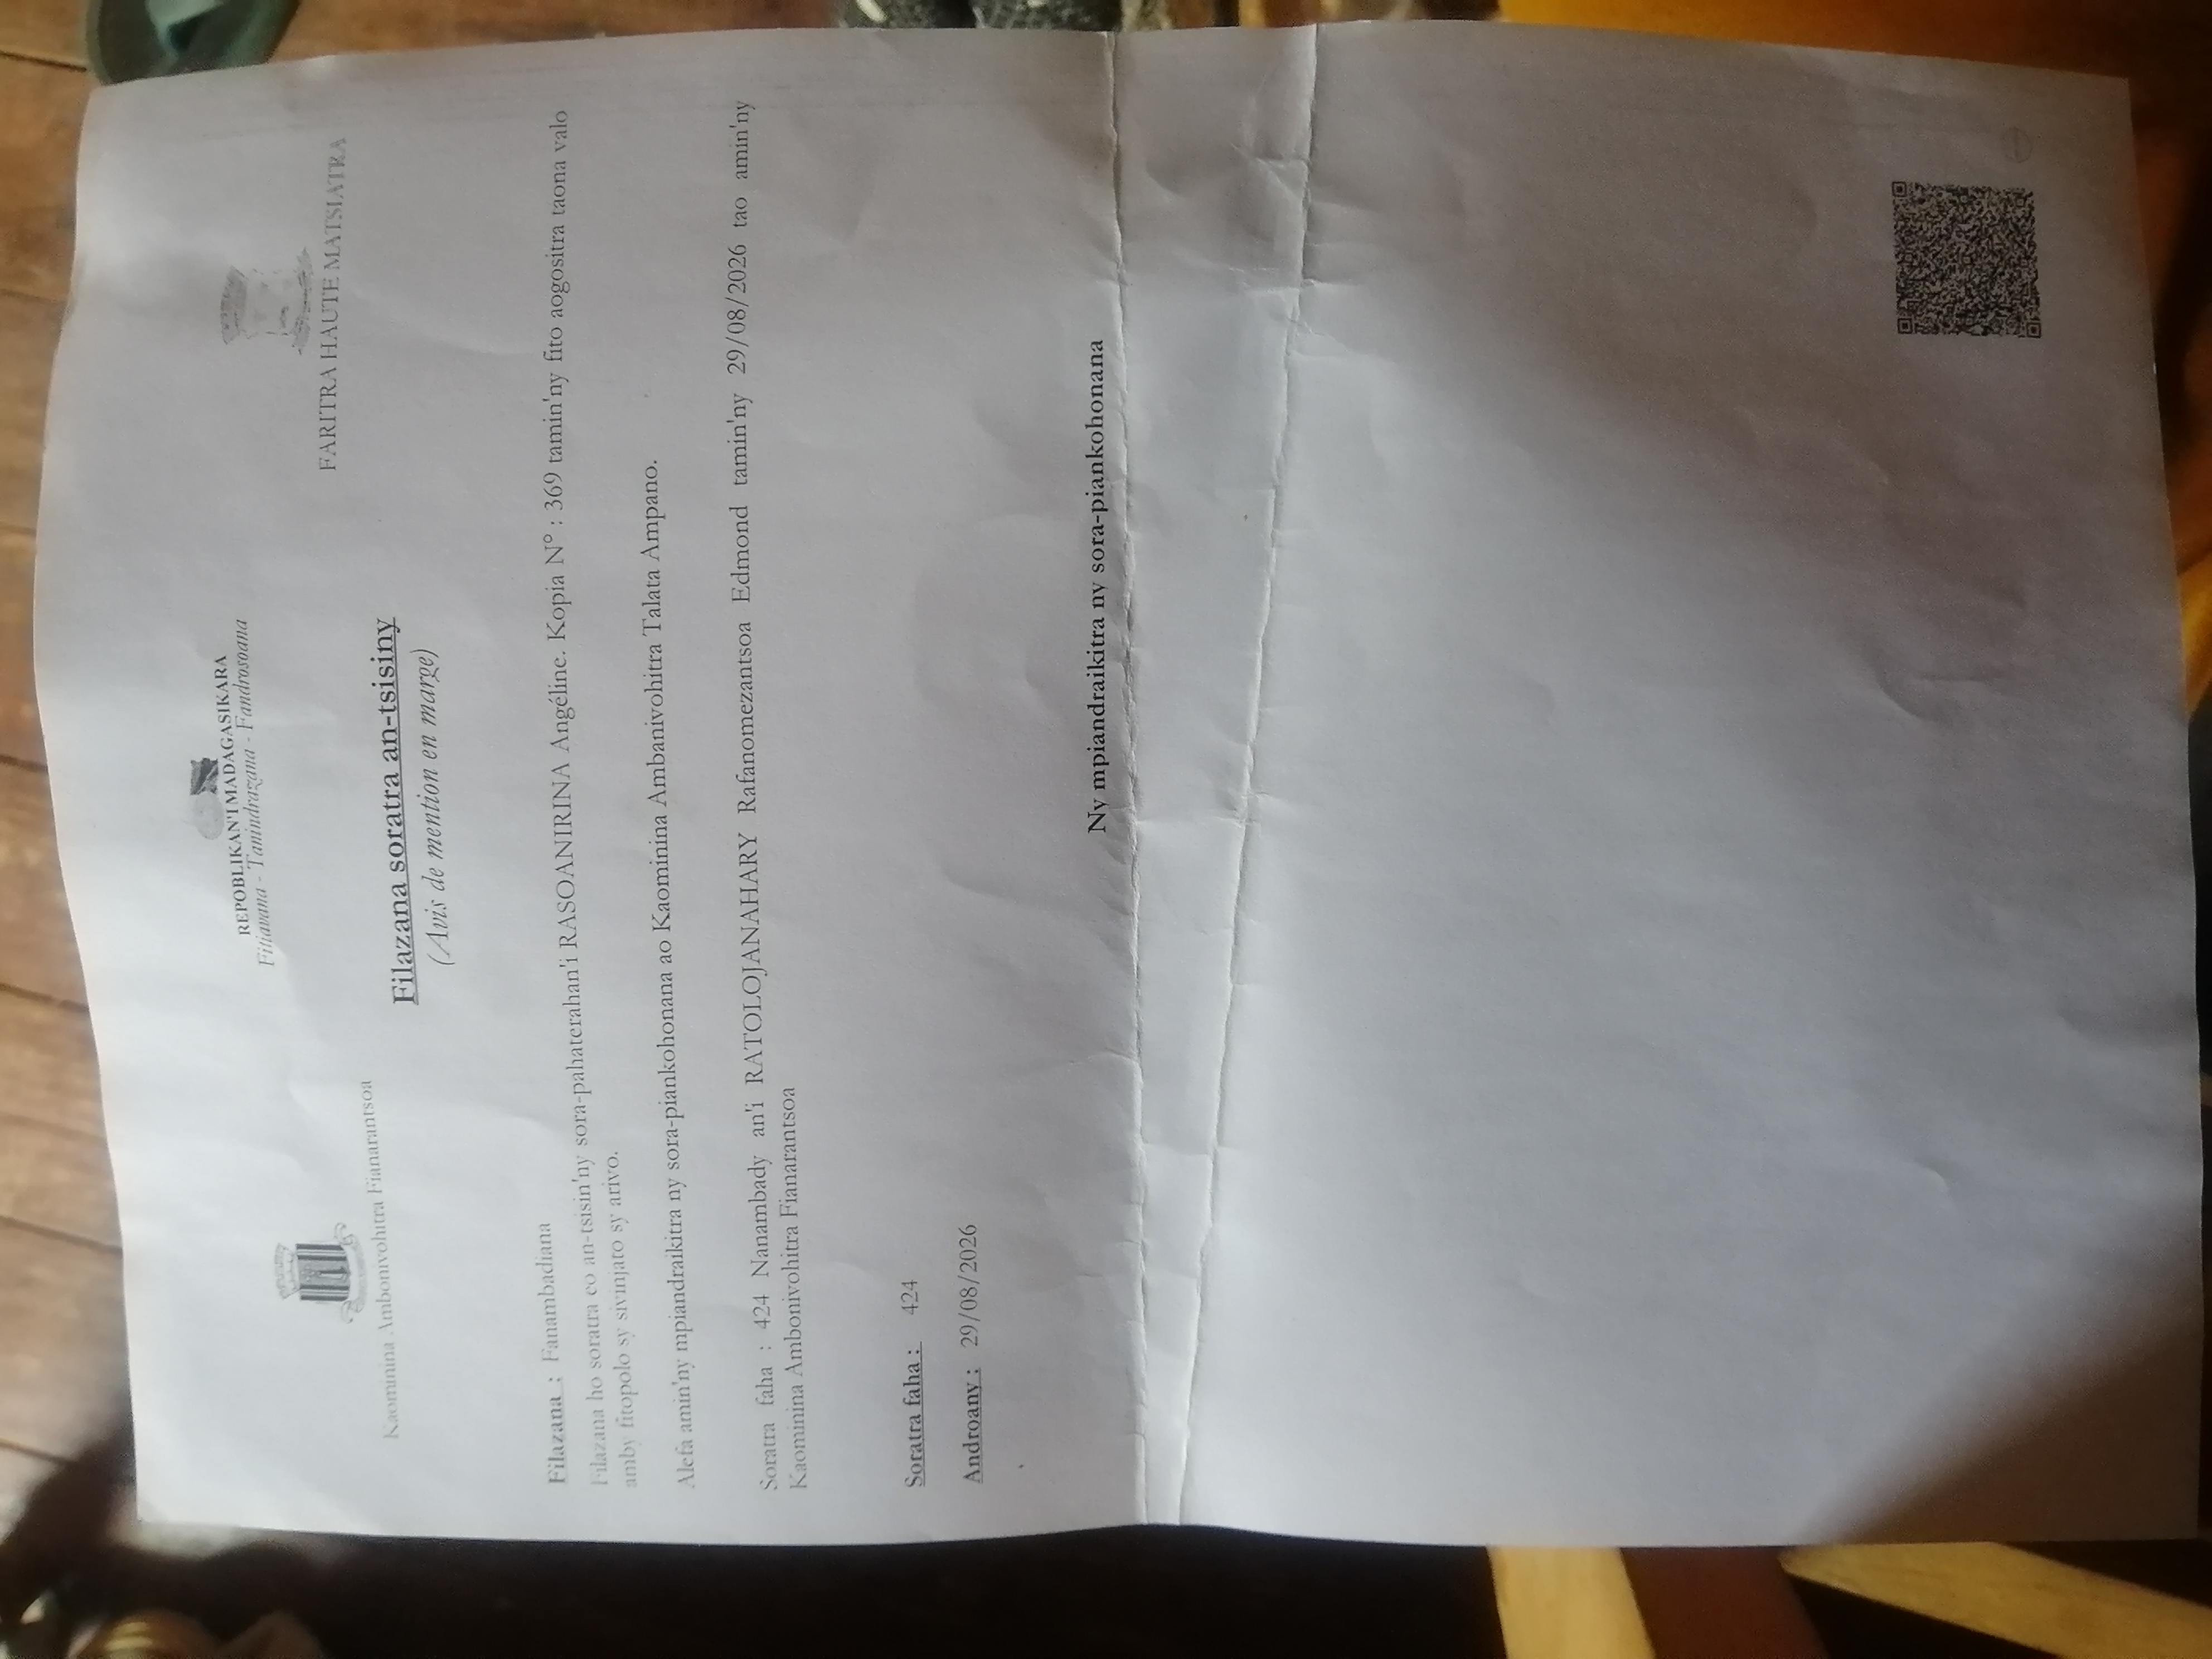 REPOBLIKAN'I MADAGASIKARA
Fitiavana - Tanindrazana - Fandrosoana
Kaominina Ambonivohitra Fianarantsoa
FARITRA HAUTE MATSIATRA
Filazana soratra an-tsisiny
(Avis de mention en marge)
Filazana : Fanambadiana
Filazana ho soratra eo an-tsisin'ny sora-pahaterahan'i RASOANIRINA Angéline. Kopia N° : 369 tamin'ny fito aogositra taona valo
amby fitopolo sy sivinjato sy arivo.
Alefa amin'ny mpiandraikitra ny sora-piankohonana ao Kaominina Ambanivohitra Talata Ampano.
Soratra faha : 424 Nanambady an'i RATOLOJANAHARY Rafanomezantsoa Edmond tamin'ny 29/08/2026 tao amin'ny
Kaominina Ambonivohitra Fianarantsoa
Soratra faha : 424
Androany : 29/08/2026
Ny mpiandraikitra ny sora-piankohonana